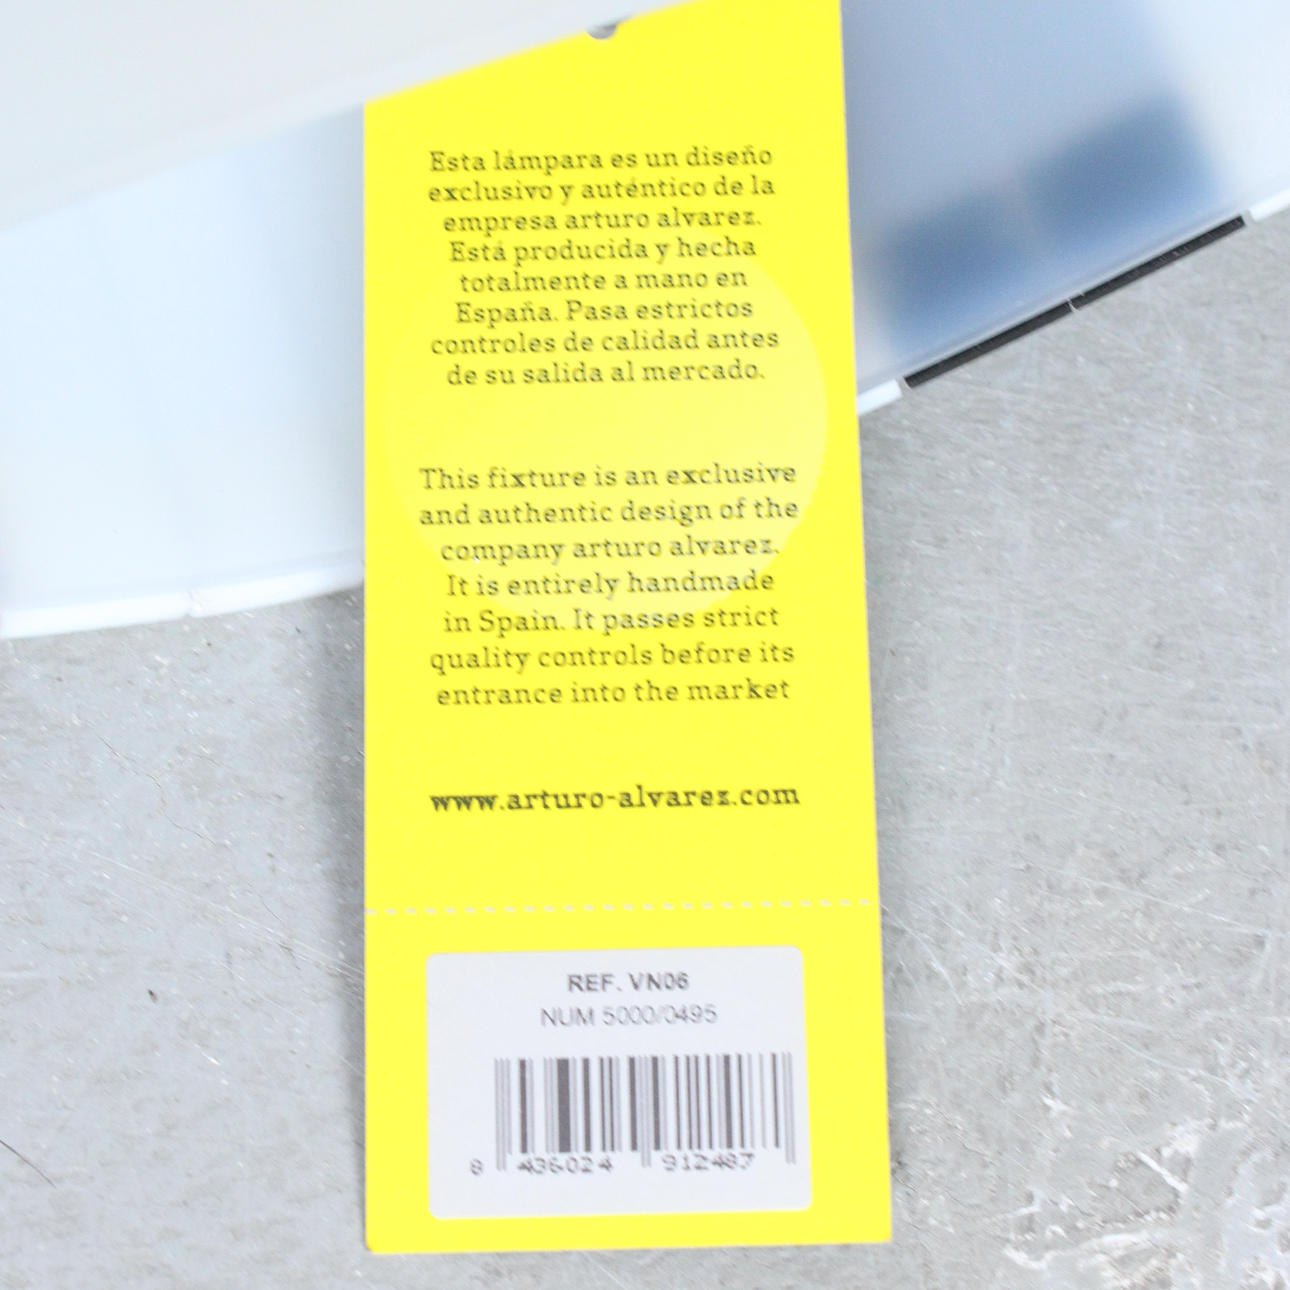 Esta lámpara es un diseño
exclusivo y auténtico de la
empresa arturo alvarez.
Está producida y hecha
totalmente a mano en
España. Pasa estrictos
controles de calidad antes
de su salida al mercado.
This fixture is an exclusive
and authentic design of the
company arturo alvarez.
It is entirely handmade
in Spain. It passes strict
quality controls before its
entrance into the market
www.arturo-alvarez.com
REF. VN06
NUM 5000/0495
8 436024 912487